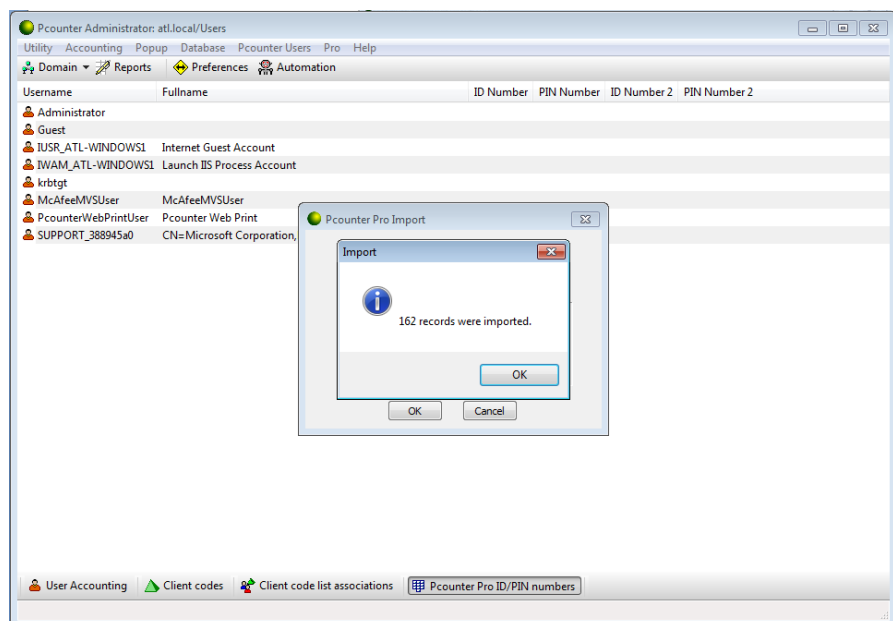 Pcounter Administrator: atl.local/Users
Utility Accounting Popup Database Pcounter Users Pro Help
Domain Reports Preferences Automation
Username Fullname ID Number PIN Number ID Number 2 PIN Number 2
Administrator
Guest
IUSR_ATL-WINDOWS1 Internet Guest Account
IWAM_ATL-WINDOWS1 Launch IIS Process Account
krbtgt
McAfeeMVSUser McAfeeMVSUser
PcounterWebPrintUser Pcounter Web Print
SUPPORT_388945a0 CN=Microsoft Corporation,
Pcounter Pro Import
Import
162 records were imported.
OK
OK Cancel
User Accounting Client codes Client code list associations Pcounter Pro ID/PIN numbers